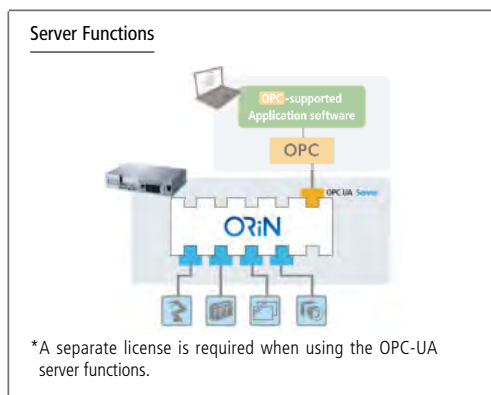 Server Functions
OPC-supported
Application software
OPC
OPC UA Server
ORiN
*A separate license is required when using the OPC-UA
server functions.